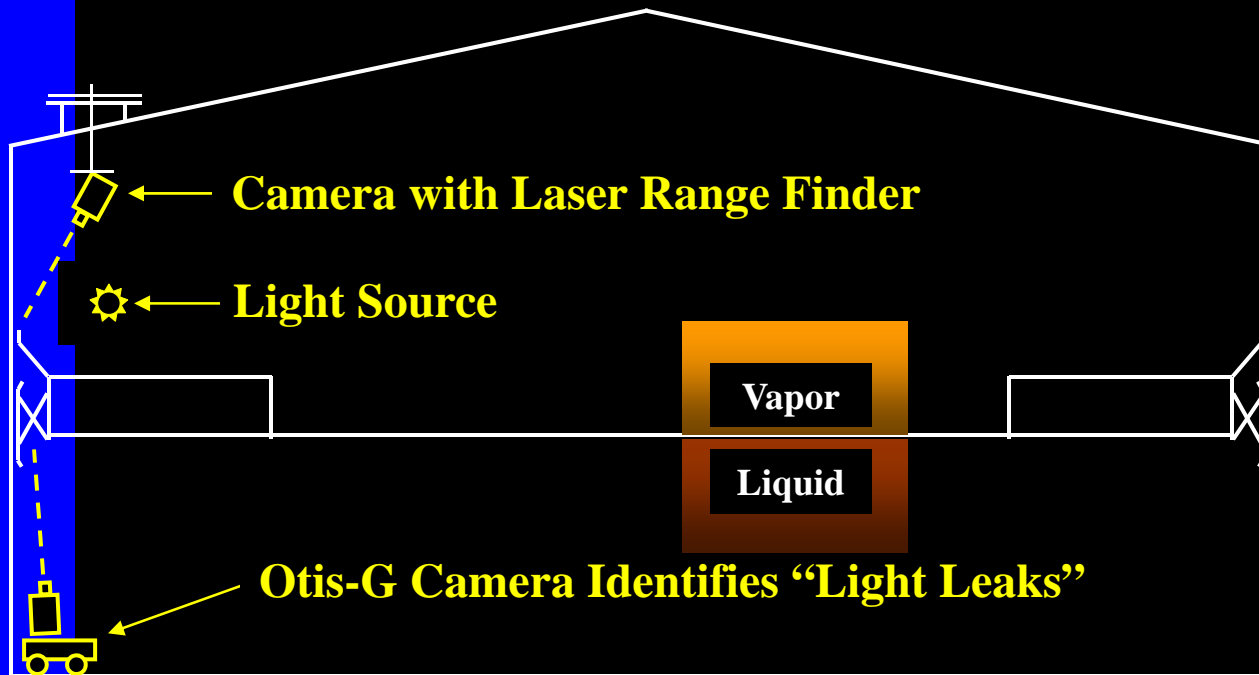 Camera with Laser Range Finder
Light Source
Vapor
Liquid
Otis-G Camera Identifies “Light Leaks”